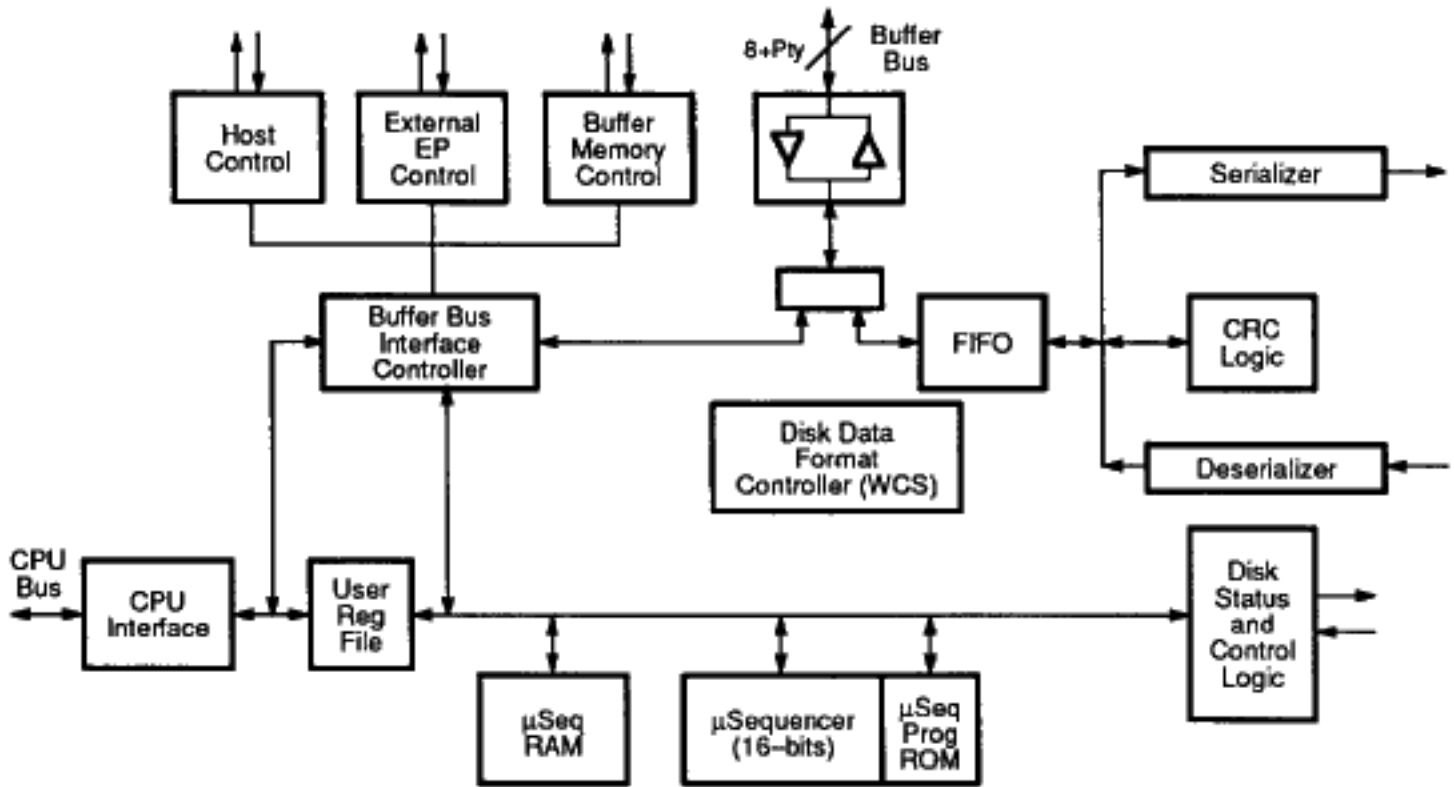 8+Pty
Buffer
Bus
Host
Control
External
EP
Control
Buffer
Memory
Control
Serializer
Buffer Bus
Interface
Controller
FIFO
CRC
Logic
Disk Data
Format
Controller (WCS)
Deserializer
CPU
Bus
CPU
Interface
User
Reg
File
Disk
Status
and
Control
Logic
µSeq
RAM
µSequencer
(16–bits)
µSeq
Prog
ROM